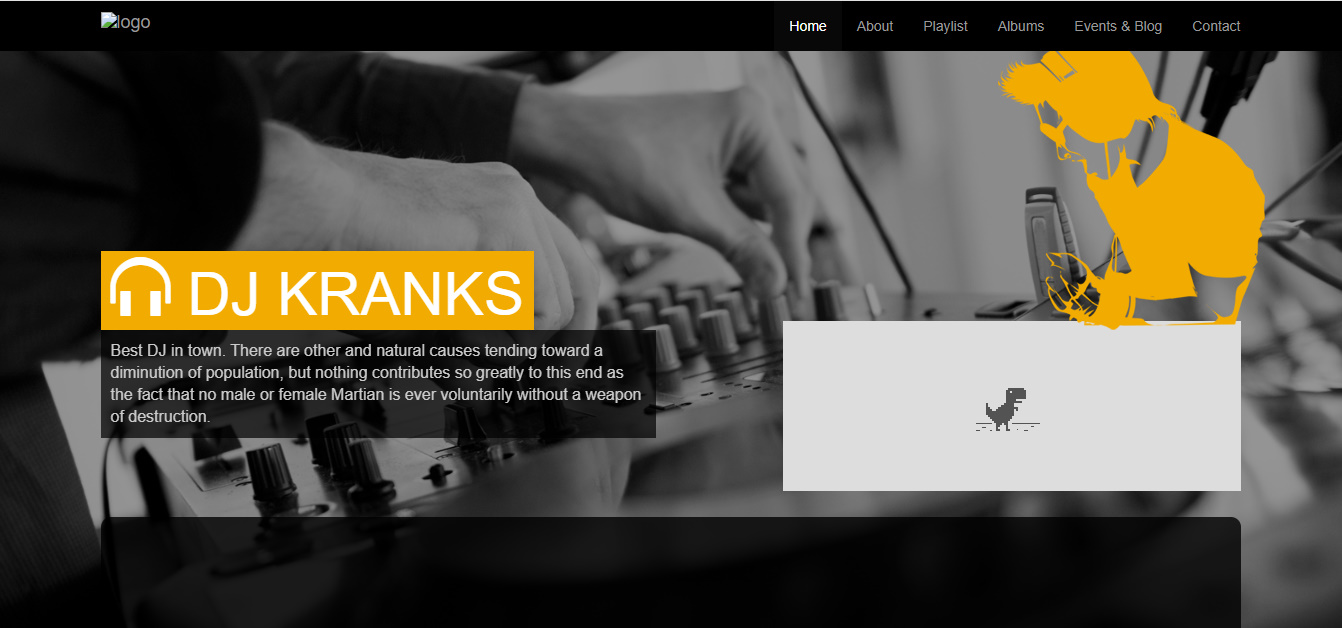 logo
Home
About
Playlist
Albums
Events & Blog
Contact
DJ KRANKS
Best DJ in town. There are other and natural causes tending toward a
diminution of population, but nothing contributes so greatly to this end as
the fact that no male or female Martian is ever voluntarily without a weapon
of destruction.